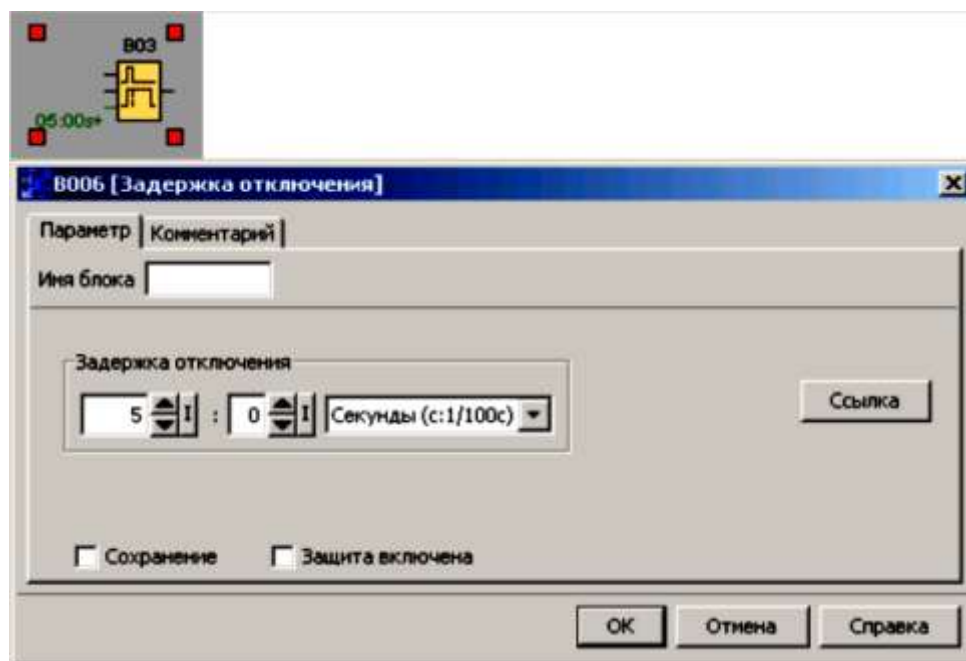 B03
05:00s+
B006 [Задержка отключения]
Параметр Комментарий
Имя блока
Задержка отключения
5 : 0 Секунды (с:1/100с)
Ссылка
Сохранение Защита включена
OK Отмена Справка